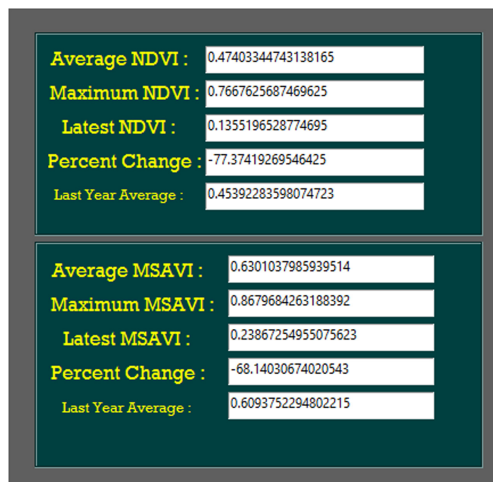 Average NDVI : 0.47403344743138165
Maximum NDVI : 0.7667625687469625
Latest NDVI : 0.1355196528774695
Percent Change : -77.37419269546425
Last Year Average : 0.45392283598074723
Average MSAVI : 0.6301037985939514
Maximum MSAVI : 0.8679684263188392
Latest MSAVI : 0.23867254955075623
Percent Change : -68.14030674020543
Last Year Average : 0.6093752294802215